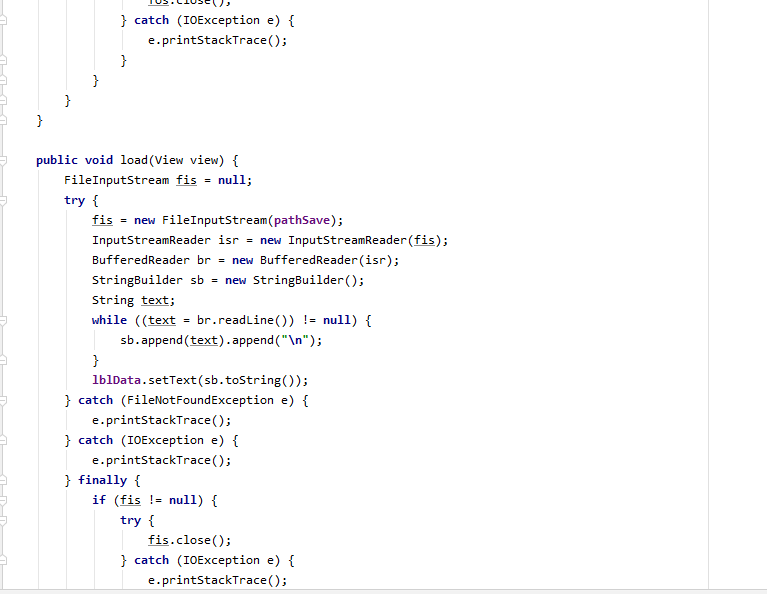 fos.close();
} catch (IOException e) {
e.printStackTrace();
}
}
}
}
public void load(View view) {
FileInputStream fis = null;
try {
fis = new FileInputStream(pathSave);
InputStreamReader isr = new InputStreamReader(fis);
BufferedReader br = new BufferedReader(isr);
StringBuilder sb = new StringBuilder();
String text;
while ((text = br.readLine()) != null) {
sb.append(text).append("\n");
}
lblData.setText(sb.toString());
} catch (FileNotFoundException e) {
e.printStackTrace();
} catch (IOException e) {
e.printStackTrace();
} finally {
if (fis != null) {
try {
fis.close();
} catch (IOException e) {
e.printStackTrace();